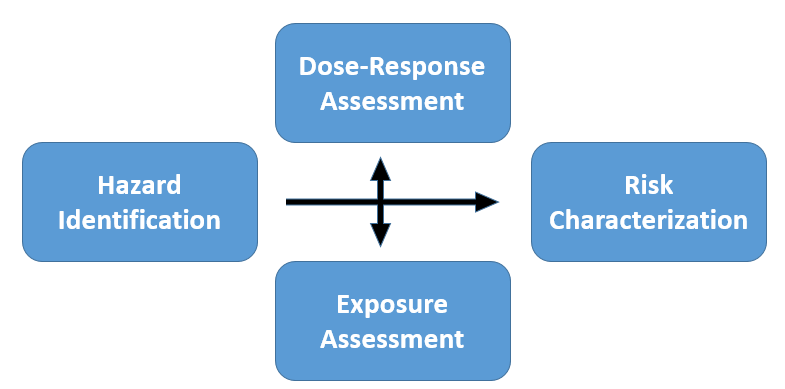 Dose-Response
Assessment
Hazard
Identification
Risk
Characterization
Exposure
Assessment